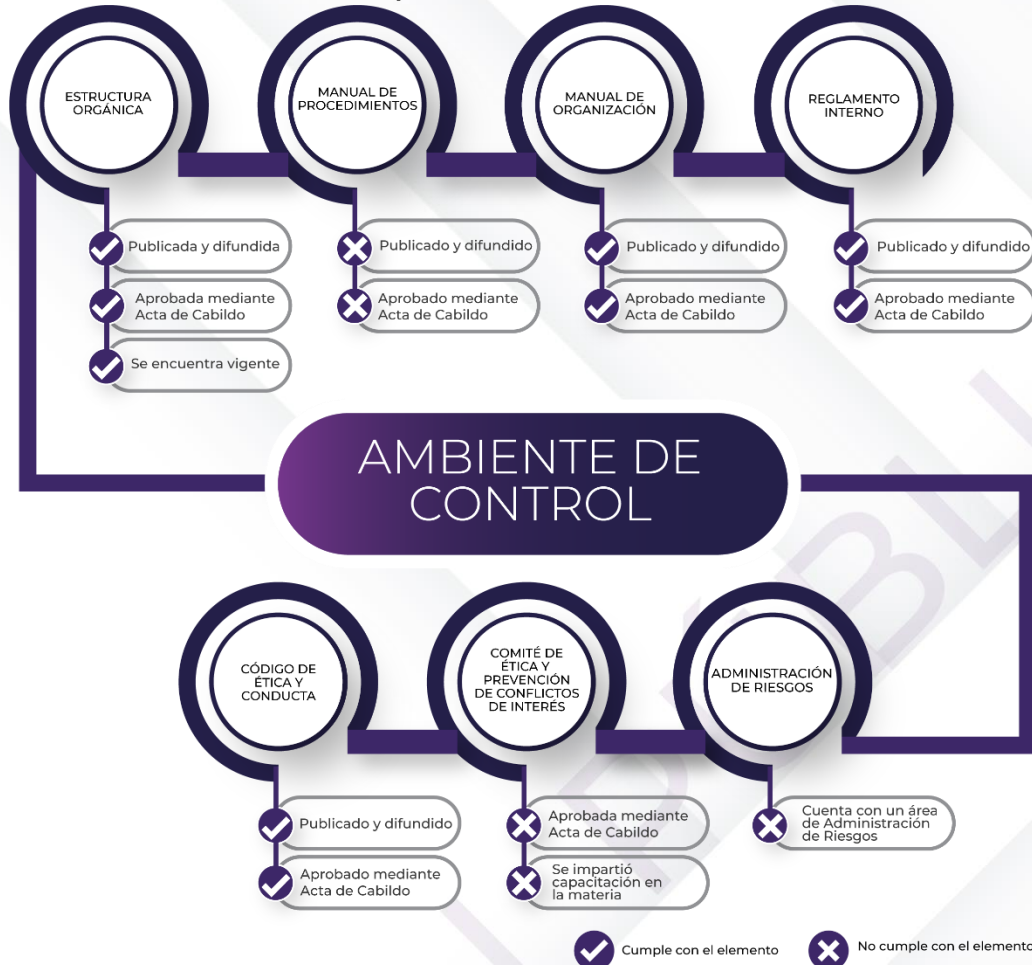 ESTRUCTURA
ORGÁNICA
MANUAL DE
PROCEDIMIENTOS
MANUAL DE
ORGANIZACIÓN
REGLAMENTO
INTERNO
Publicada y difundida
Aprobada mediante
Acta de Cabildo
Se encuentra vigente
Publicado y difundido
Aprobado mediante
Acta de Cabildo
Publicado y difundido
Aprobado mediante
Acta de Cabildo
Publicado y difundido
Aprobado mediante
Acta de Cabildo
AMBIENTE DE
CONTROL
CÓDIGO DE
ÉTICA Y
CONDUCTA
COMITÉ DE
ÉTICA Y
PREVENCIÓN
DE CONFLICTOS
DE INTERÉS
ADMINISTRACIÓN
DE RIESGOS
Publicado y difundido
Aprobado mediante
Acta de Cabildo
Aprobada mediante
Acta de Cabildo
Se impartió
capacitación en
la materia
Cuenta con un área
de Administración
de Riesgos
Cumple con el elemento
No cumple con el elemento